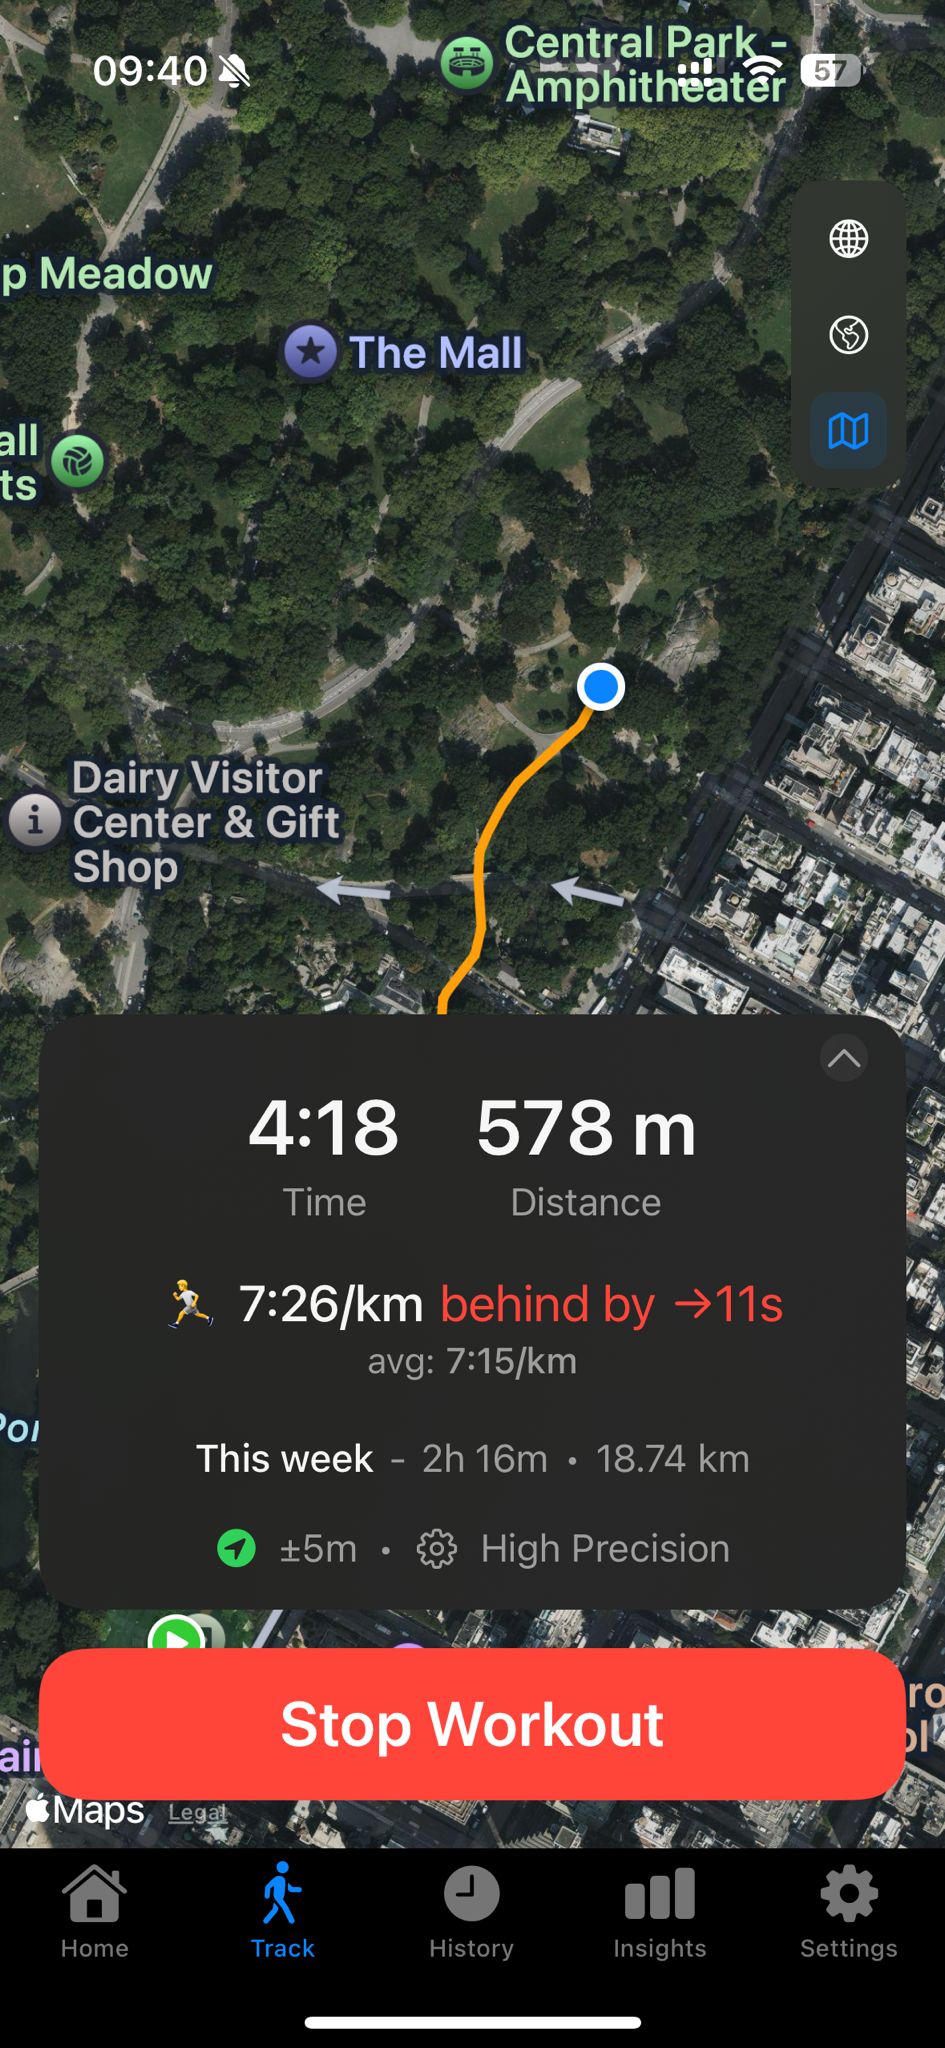 09:40
57
Central Park -
Amphitheater
p Meadow
The Mall
all
ts
Dairy Visitor
Center & Gift
Shop
4:18
578 m
Time
Distance
7:26/km behind by →11s
avg: 7:15/km
This week - 2h 16m • 18.74 km
±5m • High Precision
Por
Stop Workout
ro
ol
air
Maps
Legal
Home
Track
History
Insights
Settings